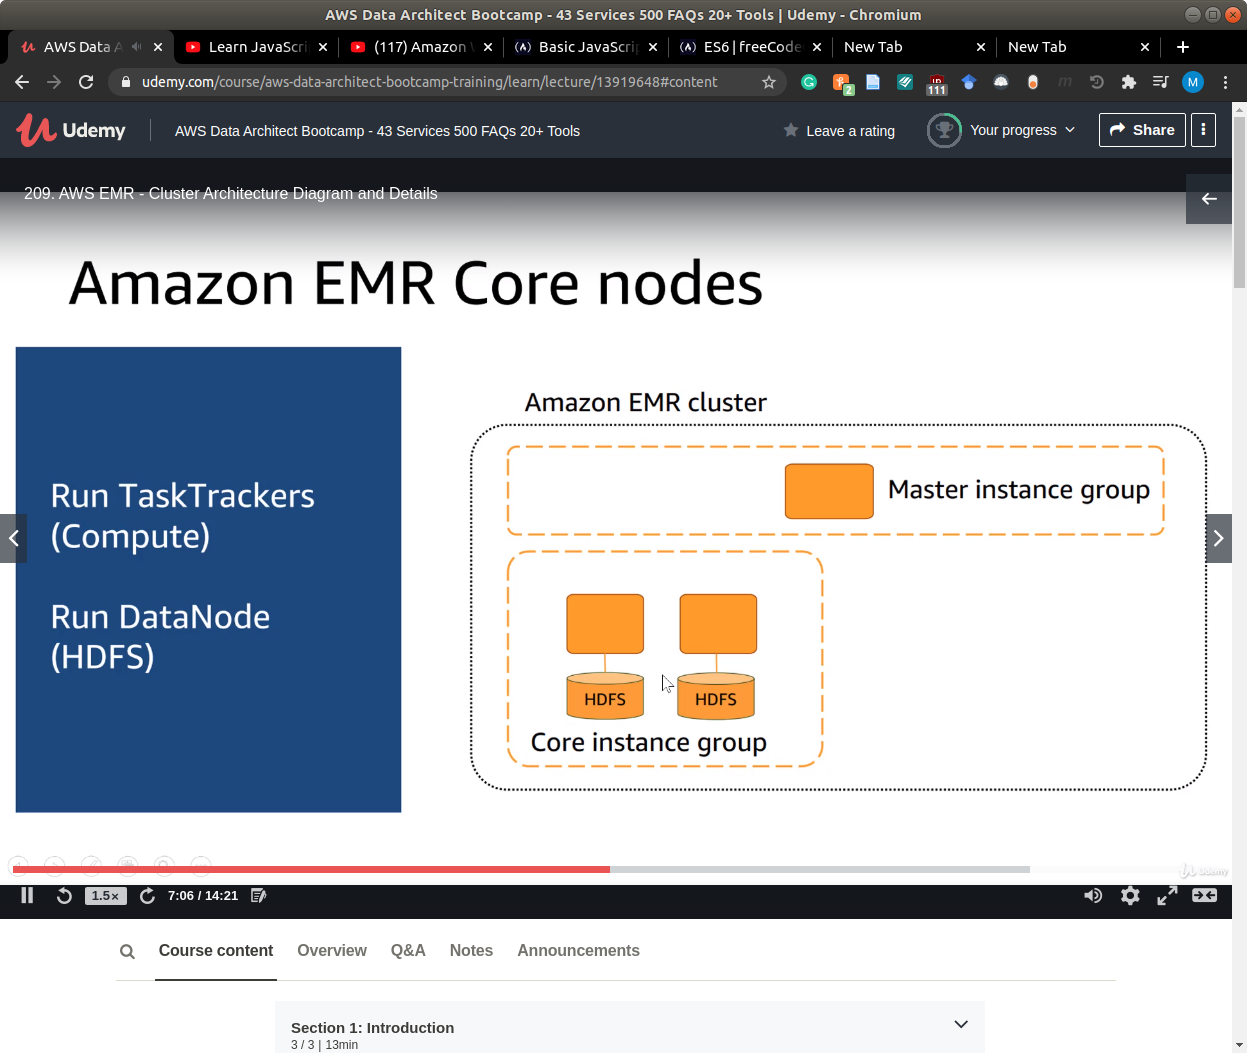 AWS Data Architect Bootcamp - 43 Services 500 FAQs 20+ Tools | Udemy - Chromium
AWS Data A
Learn JavaScri
(117) Amazon
Basic JavaScrip
ES6 | freeCode
New Tab
New Tab
udemy.com/course/aws-data-architect-bootcamp-training/learn/lecture/13919648#content
2
111
m
M
Udemy
AWS Data Architect Bootcamp - 43 Services 500 FAQs 20+ Tools
Leave a rating
Your progress
Share
209. AWS EMR - Cluster Architecture Diagram and Details
Amazon EMR Core nodes
Run TaskTrackers
(Compute)
Run DataNode
(HDFS)
Amazon EMR cluster
Master instance group
HDFS
HDFS
Core instance group
Udemy
1.5×
7:06 / 14:21
Course content
Overview
Q&A
Notes
Announcements
Section 1: Introduction
3 / 3 | 13min